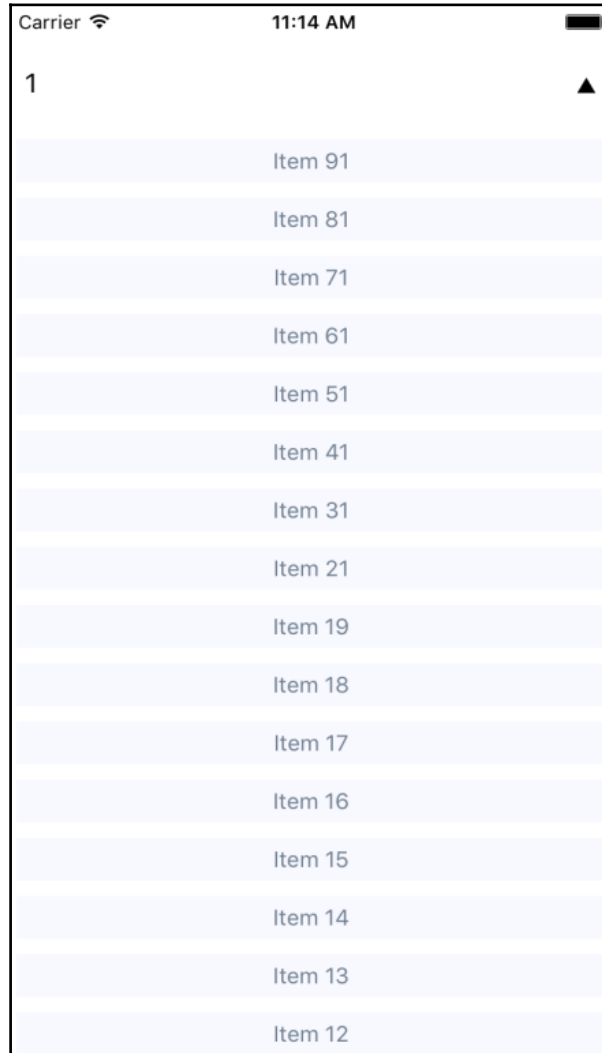 Carrier 11:14 AM
1 ▲
Item 91
Item 81
Item 71
Item 61
Item 51
Item 41
Item 31
Item 21
Item 19
Item 18
Item 17
Item 16
Item 15
Item 14
Item 13
Item 12